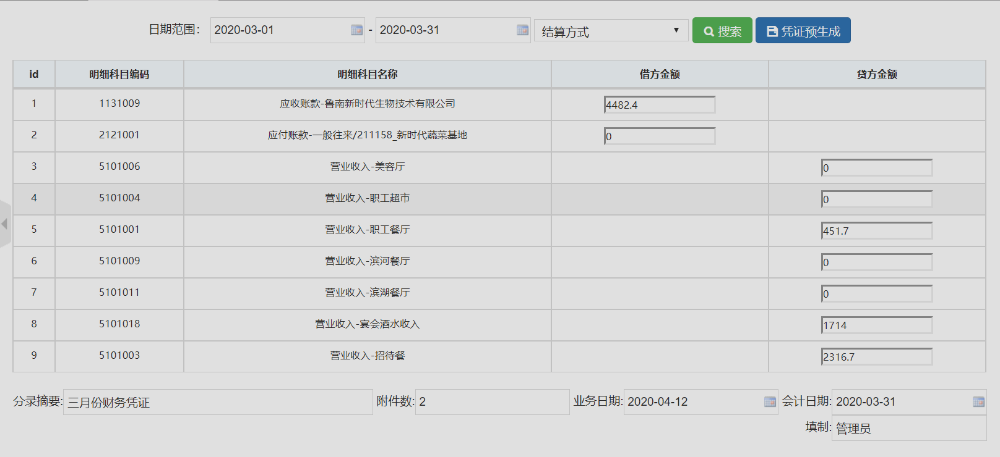 日期范围： 2020-03-01 - 2020-03-31 结算方式 搜索 凭证预生成
id 明细科目编码 明细科目名称 借方金额 贷方金额
1 1131009 应收账款-鲁南新时代生物技术有限公司 4482.4
2 2121001 应付账款-一般往来/211158_新时代蔬菜基地 0
3 5101006 营业收入-美容厅 0
4 5101004 营业收入-职工超市 0
5 5101001 营业收入-职工餐厅 451.7
6 5101009 营业收入-滨河餐厅 0
7 5101011 营业收入-滨湖餐厅 0
8 5101018 营业收入-宴会酒水收入 1714
9 5101003 营业收入-招待餐 2316.7
分录摘要: 三月份财务凭证 附件数: 2 业务日期: 2020-04-12 会计日期: 2020-03-31
填制: 管理员